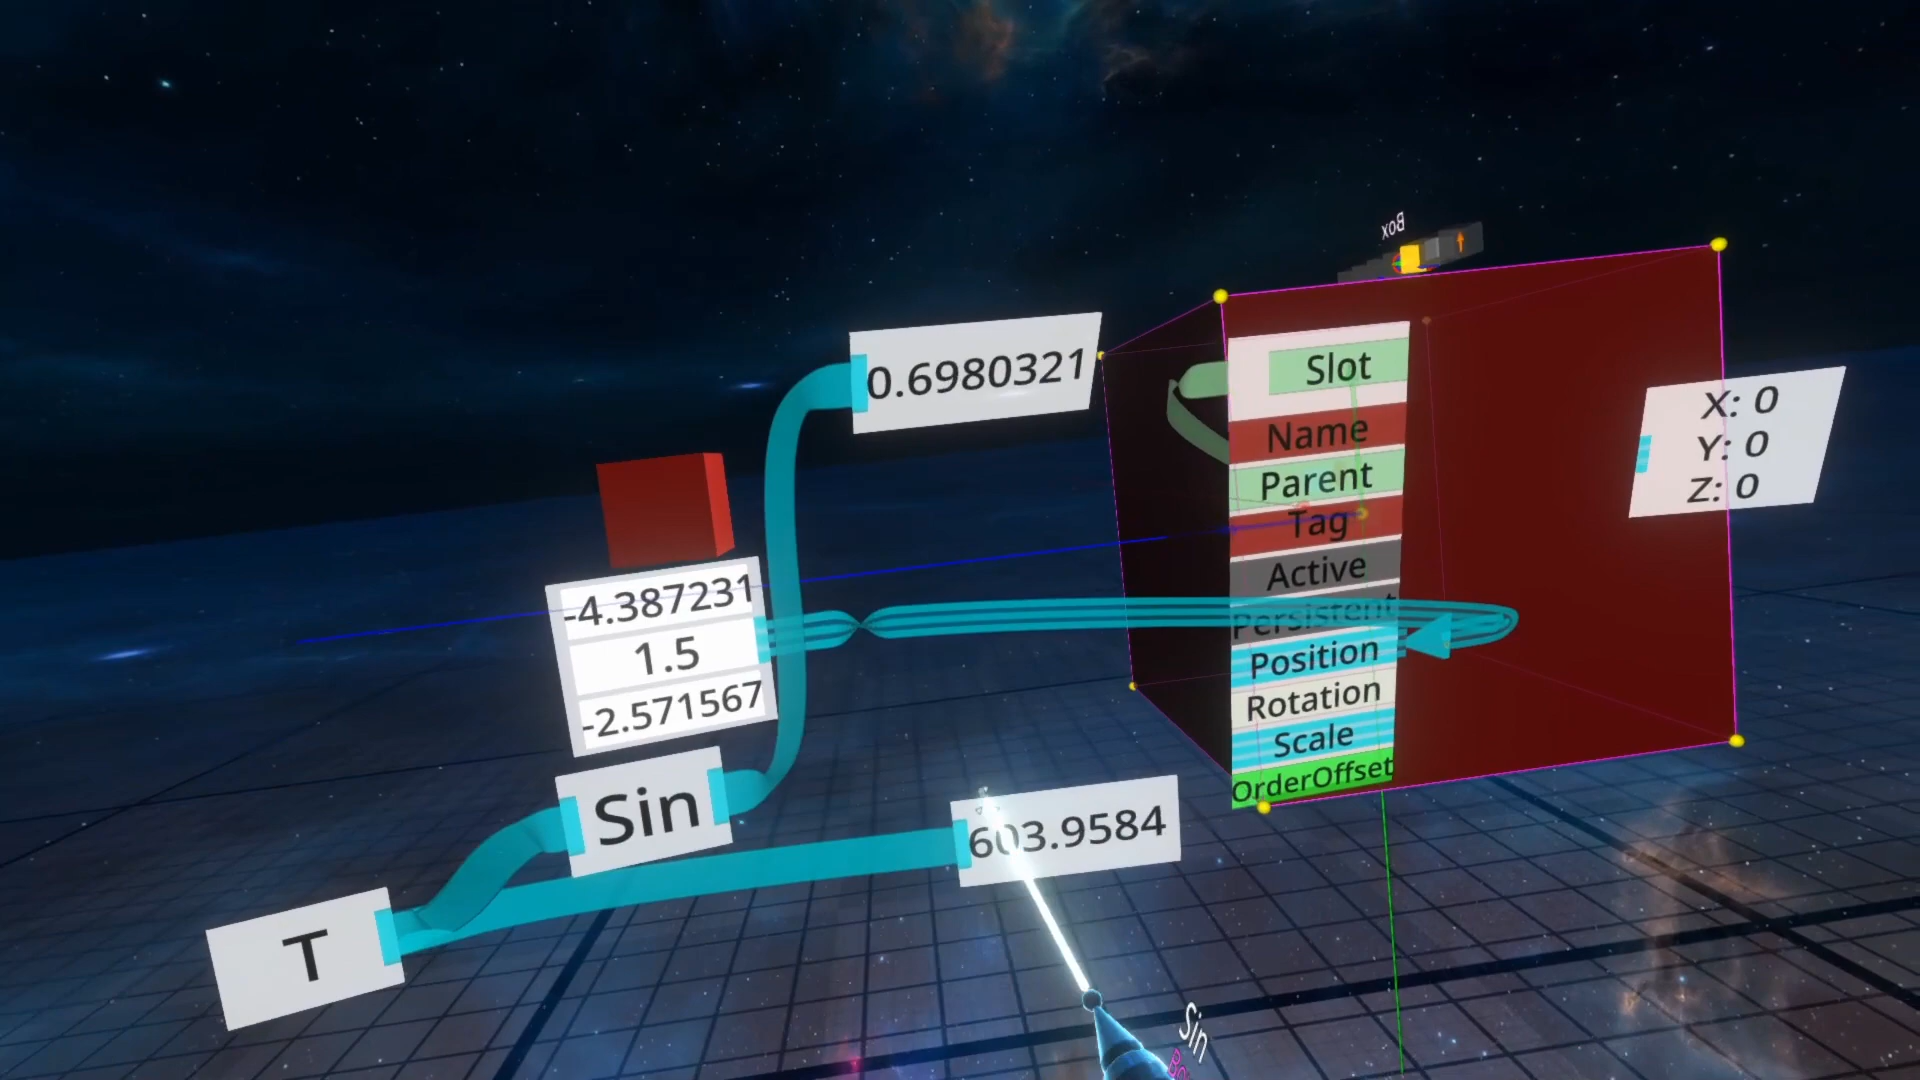 Box
0.6980321
Slot
Name
Parent
Tag
Active
Persistent
Position
Rotation
Scale
OrderOffset
X: 0
Y: 0
Z: 0
-4.387231
1.5
-2.571567
Sin
603.9584
T
Sin